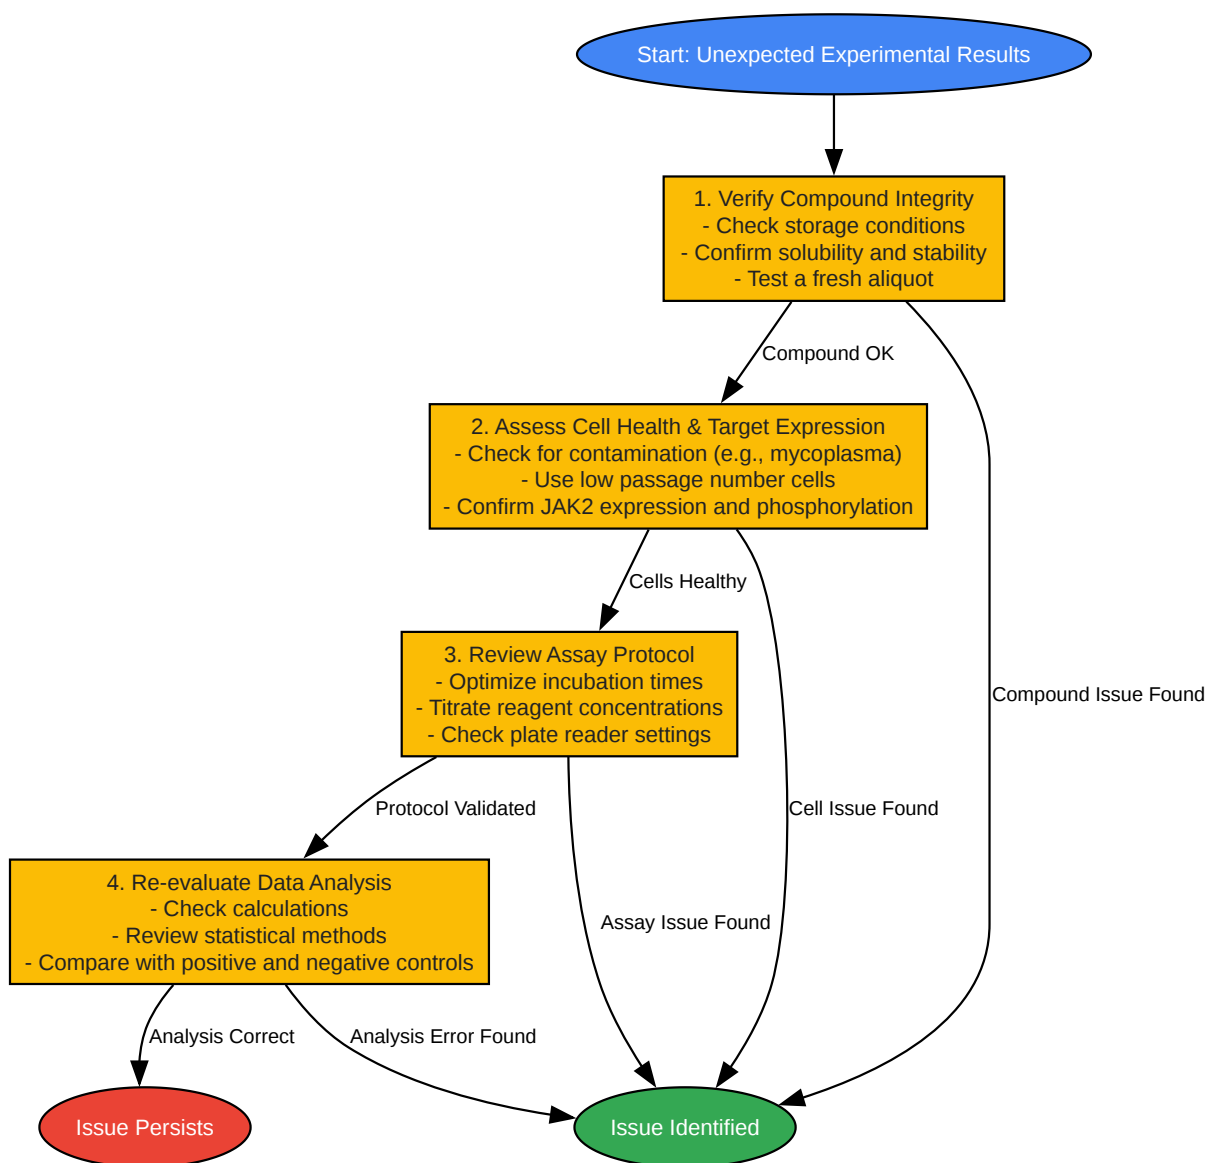 Start: Unexpected Experimental Results
1. Verify Compound Integrity
- Check storage conditions
- Confirm solubility and stability
- Test a fresh aliquot
Compound OK
2. Assess Cell Health & Target Expression
- Check for contamination (e.g., mycoplasma)
- Use low passage number cells
- Confirm JAK2 expression and phosphorylation
Cells Healthy
3. Review Assay Protocol
- Optimize incubation times
- Titrate reagent concentrations
- Check plate reader settings
Compound Issue Found
Protocol Validated
Cell Issue Found
4. Re-evaluate Data Analysis
- Check calculations
- Review statistical methods
- Compare with positive and negative controls
Assay Issue Found
Analysis Correct
Analysis Error Found
Issue Persists
Issue Identified